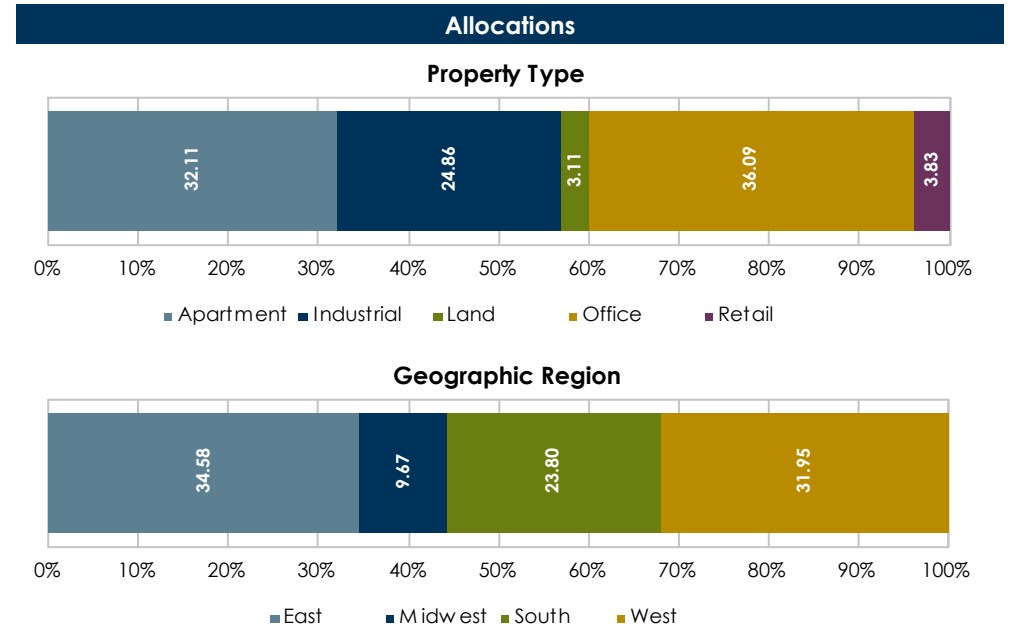 Allocations
Property Type
32.11 24.86 3.11 36.09 3.83
0% 10% 20% 30% 40% 50% 60% 70% 80% 90% 100%
Apartment Industrial Land Office Retail
Geographic Region
34.58 9.67 23.80 31.95
0% 10% 20% 30% 40% 50% 60% 70% 80% 90% 100%
East Midwest South West